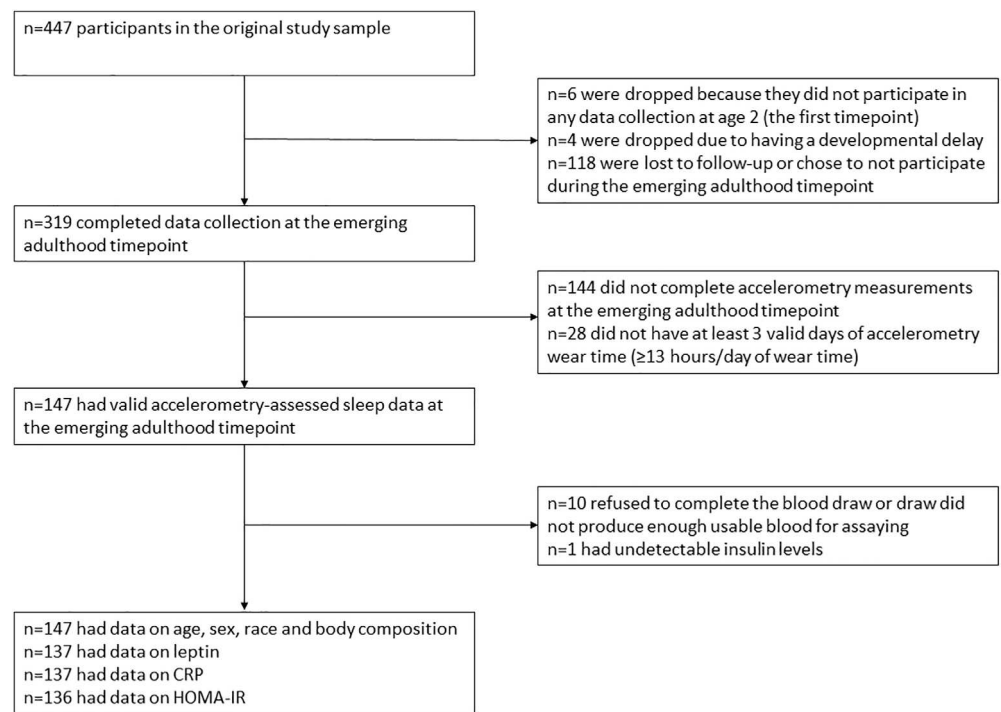 n=447 participants in the original study sample
n=6 were dropped because they did not participate in
any data collection at age 2 (the first timepoint)
n=4 were dropped due to having a developmental delay
n=118 were lost to follow-up or chose to not participate
during the emerging adulthood timepoint
n=319 completed data collection at the emerging
adulthood timepoint
n=144 did not complete accelerometry measurements
at the emerging adulthood timepoint
n=28 did not have at least 3 valid days of accelerometry
wear time (≥13 hours/day of wear time)
n=147 had valid accelerometry-assessed sleep data at
the emerging adulthood timepoint
n=10 refused to complete the blood draw or draw did
not produce enough usable blood for assaying
n=1 had undetectable insulin levels
n=147 had data on age, sex, race and body composition
n=137 had data on leptin
n=137 had data on CRP
n=136 had data on HOMA-IR